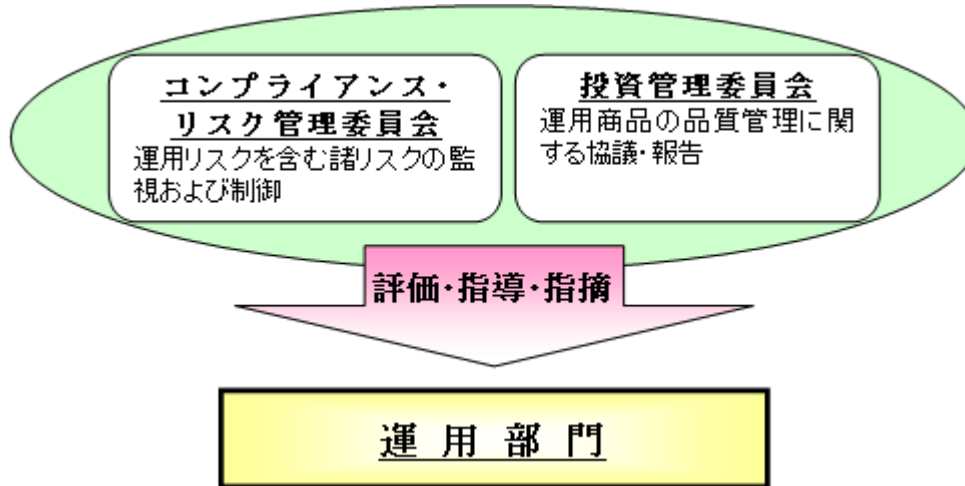 コンプライアンス・
リスク管理委員会
運用リスクを含む諸リスクの監
視および制御
投資管理委員会
運用商品の品質管理に関
する協議・報告
評価・指導・指摘
運用部門